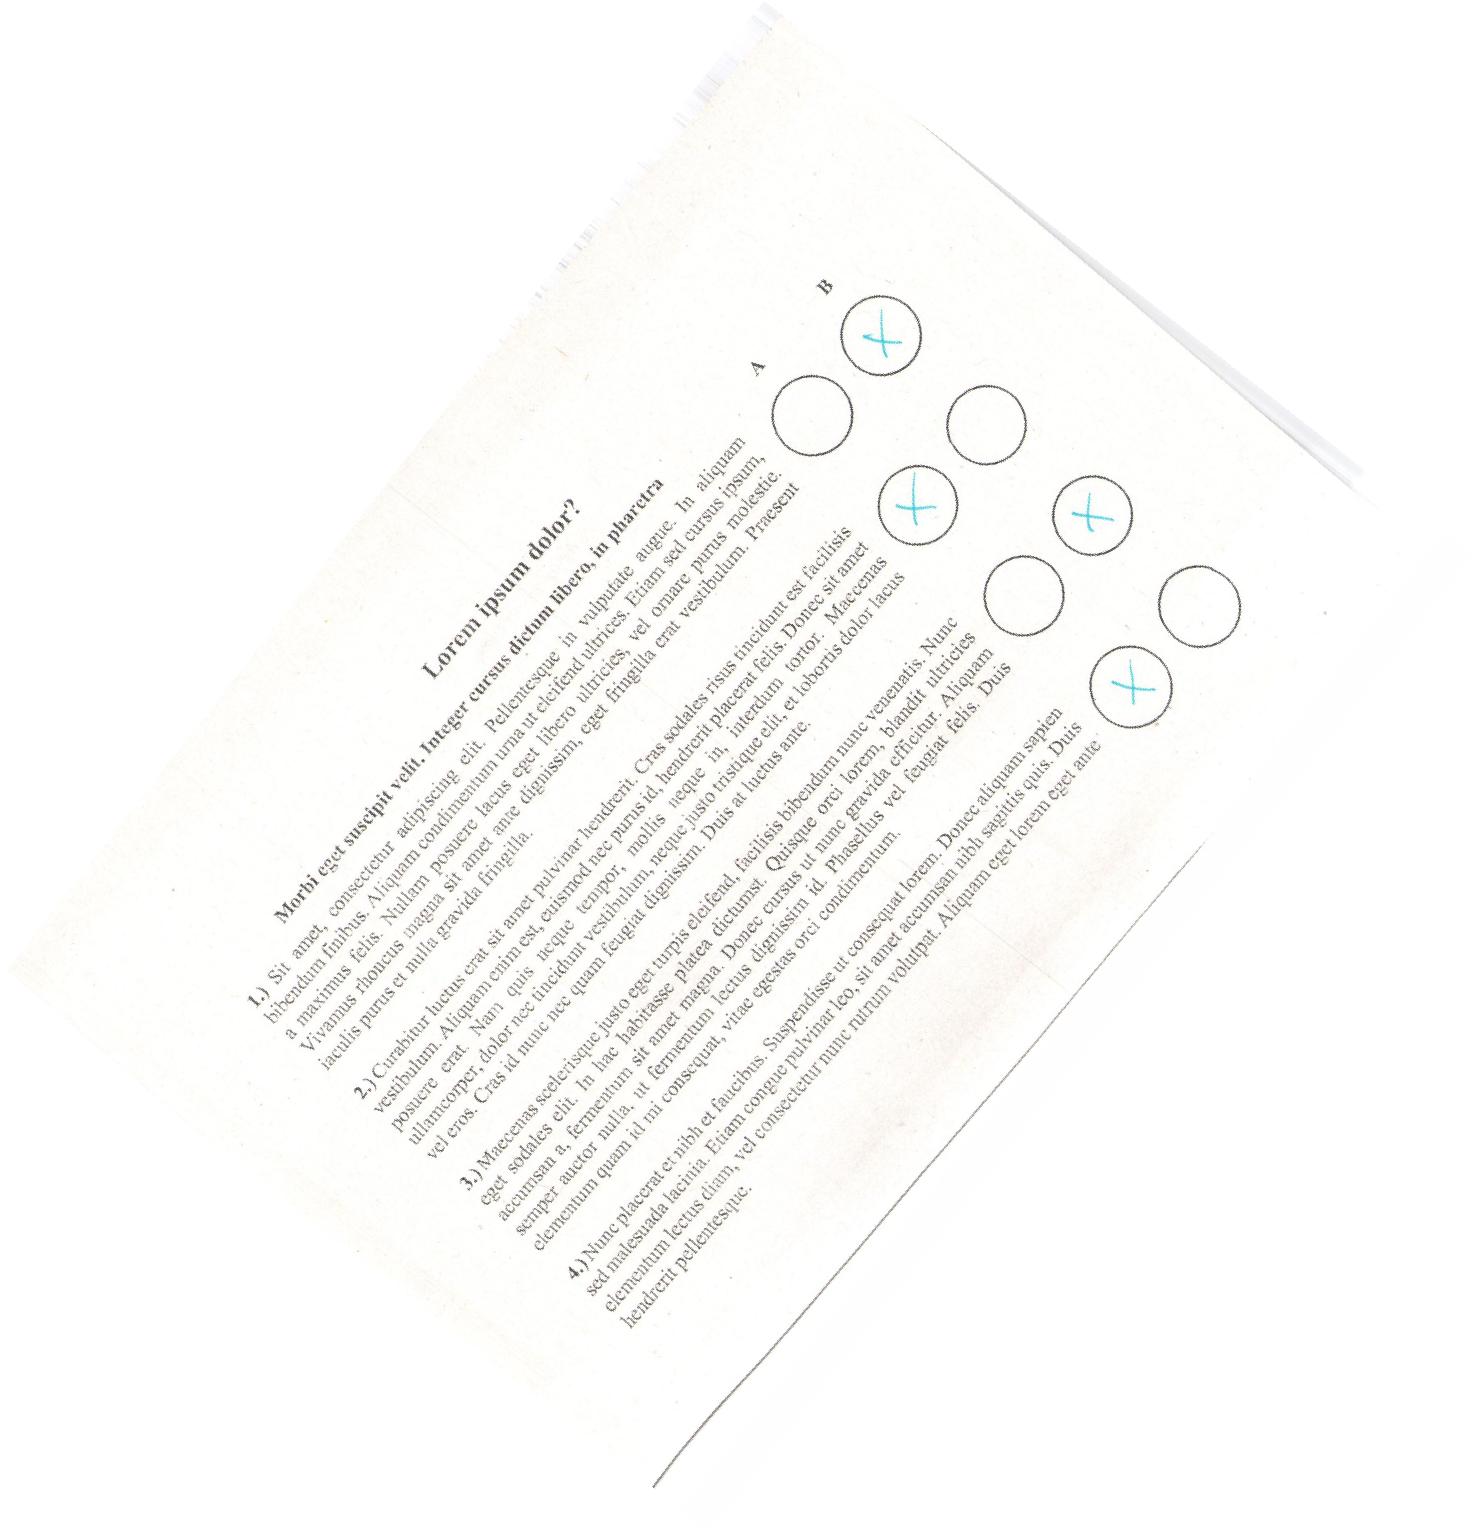 Lorem ipsum dolor?
Morbi eget suscipit velit. Integer cursus dictum libero, in pharetra
A B
1.) Sit amet, consectetur adipiscing elit. Pellentesque in vulputate augue. In aliquam
bibendum finibus. Aliquam condimentum urna ut eleifend ultrices. Etiam sed cursus ipsum,
a maximus felis. Nullam posuere lacus eget libero ultricies, vel ornare purus molestie.
Vivamus rhoncus magna sit amet ante dignissim, eget fringilla erat vestibulum. Praesent
iaculis purus et nulla gravida fringilla.
2.) Curabitur luctus erat sit amet pulvinar hendrerit. Cras sodales risus tincidunt est facilisis
vestibulum. Aliquam enim est, euismod nec purus id, hendrerit placerat felis. Donec sit amet
posuere erat. Nam quis neque tempor, mollis neque in, interdum tortor. Maecenas
ullamcorper, dolor nec tincidunt vestibulum, neque justo tristique elit, et lobortis dolor lacus
vel eros. Cras id nunc nec quam feugiat dignissim. Duis at luctus ante.
3.) Maecenas scelerisque justo eget turpis eleifend, facilisis bibendum nunc venenatis. Nunc
eget sodales elit. In hac habitasse platea dictumst. Quisque orci lorem, blandit ultricies
accumsan a, fermentum sit amet magna. Donec cursus ut nunc gravida efficitur. Aliquam
semper auctor nulla, ut fermentum lectus dignissim id. Phasellus vel feugiat felis. Duis
elementum quam id mi consequat, vitae egestas orci condimentum.
4.) Nunc placerat et nibh et faucibus. Suspendisse ut consequat lorem. Donec aliquam sapien
sed malesuada lacinia. Etiam congue pulvinar leo, sit amet accumsan nibh sagittis quis. Duis
elementum lectus diam, vel consectetur nunc rutrum volutpat. Aliquam eget lorem eget ante
hendrerit pellentesque.